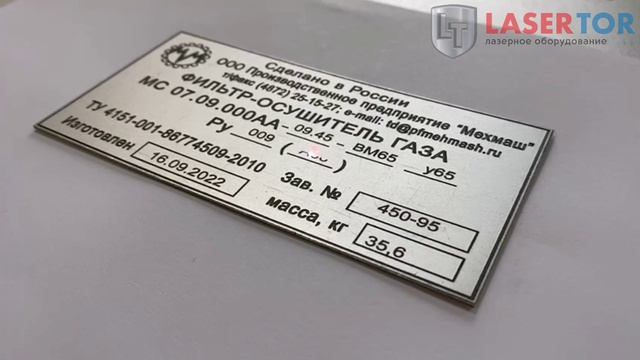 LASERTOR
лазерное оборудование
LT
Сделано в России
ООО Производственное предприятие "Мехмаш"
т/факс (4872) 25-15-27; e-mail: td@pfmehmash.ru
ФИЛЬТР-ОСУШИТЕЛЬ ГАЗА
МС 07.09.000АА - 09.45 - ВМ65 у65
Ру 009 ( )
ТУ 4151-001-86774509-2010
Зав. № 450-95
Изготовлен 16.09.2022
масса, кг 35,6